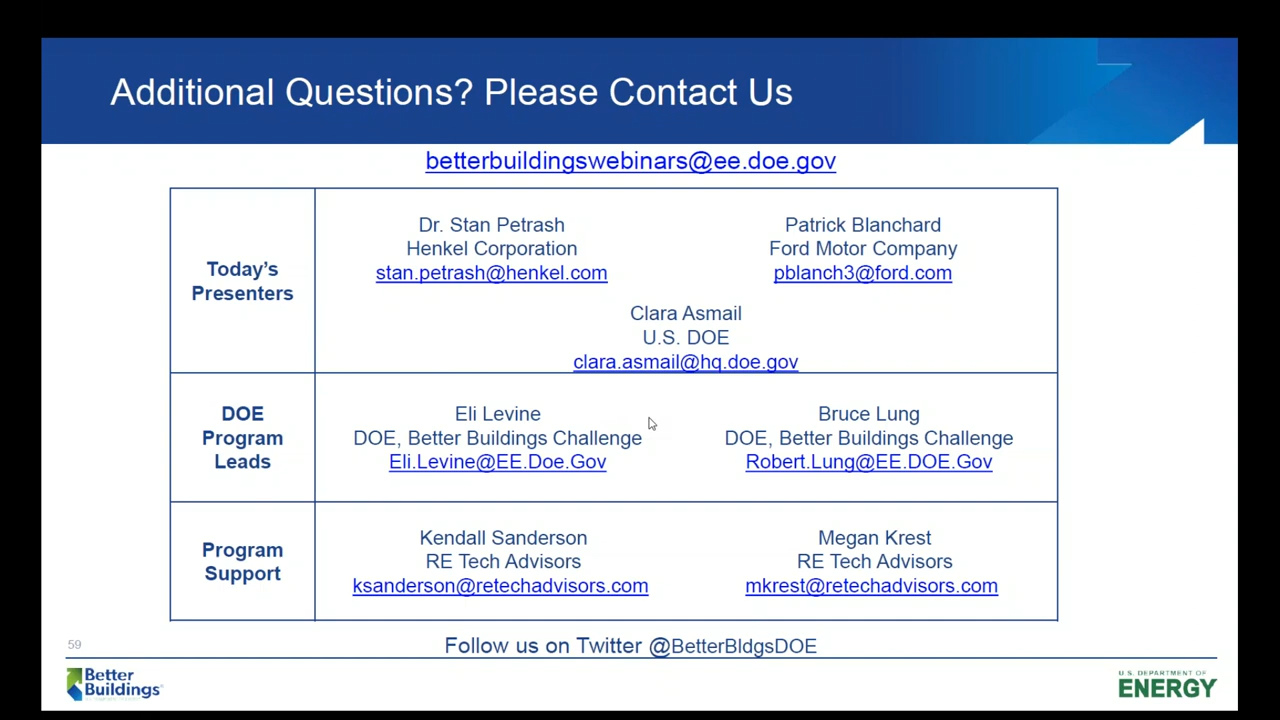 Additional Questions? Please Contact Us
betterbuildingswebinars@ee.doe.gov
Today's
Presenters
Dr. Stan Petrash
Henkel Corporation
stan.petrash@henkel.com
Patrick Blanchard
Ford Motor Company
pblanch3@ford.com
Clara Asmail
U.S. DOE
clara.asmail@hq.doe.gov
DOE
Program
Leads
Eli Levine
DOE, Better Buildings Challenge
Eli.Levine@EE.Doe.Gov
Bruce Lung
DOE, Better Buildings Challenge
Robert.Lung@EE.DOE.Gov
Program
Support
Kendall Sanderson
RE Tech Advisors
ksanderson@retechadvisors.com
Megan Krest
RE Tech Advisors
mkrest@retechadvisors.com
Follow us on Twitter @BetterBldgsDOE
59
Better
Buildings
U.S. DEPARTMENT OF
ENERGY